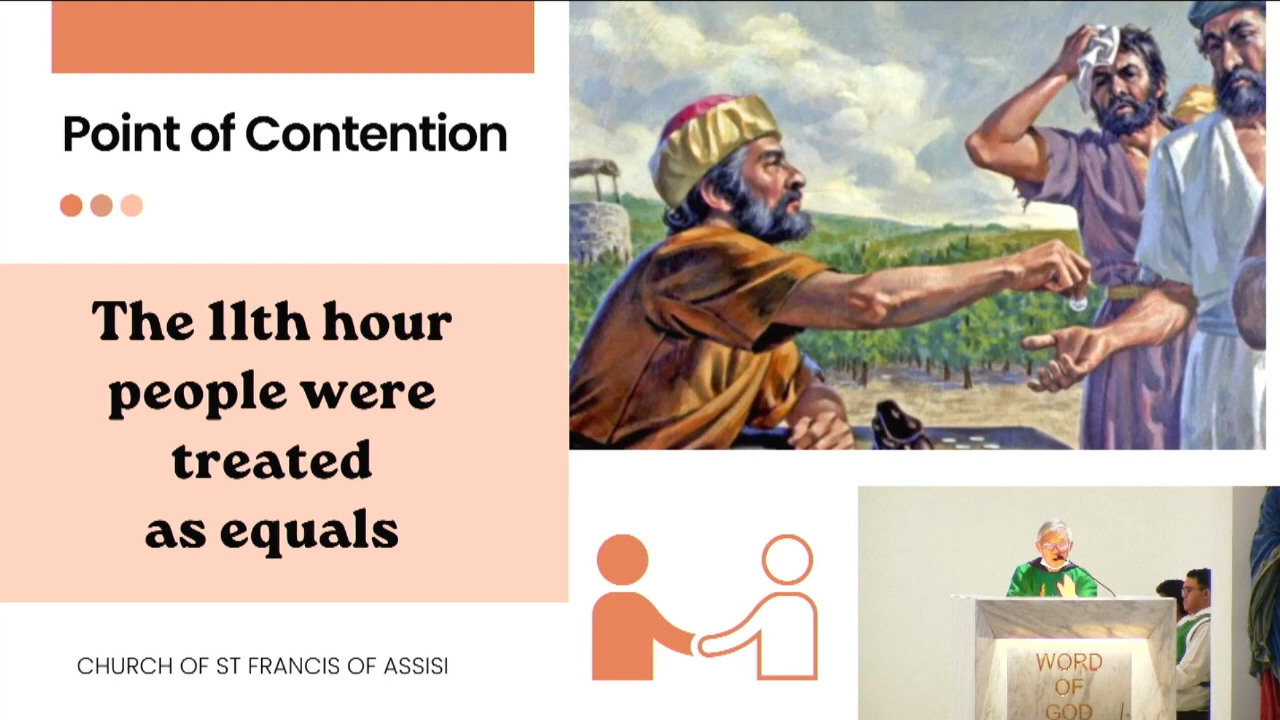 Point of Contention
The 11th hour
people were
treated
as equals
CHURCH OF ST FRANCIS OF ASSISI
WORD
OF
GOD